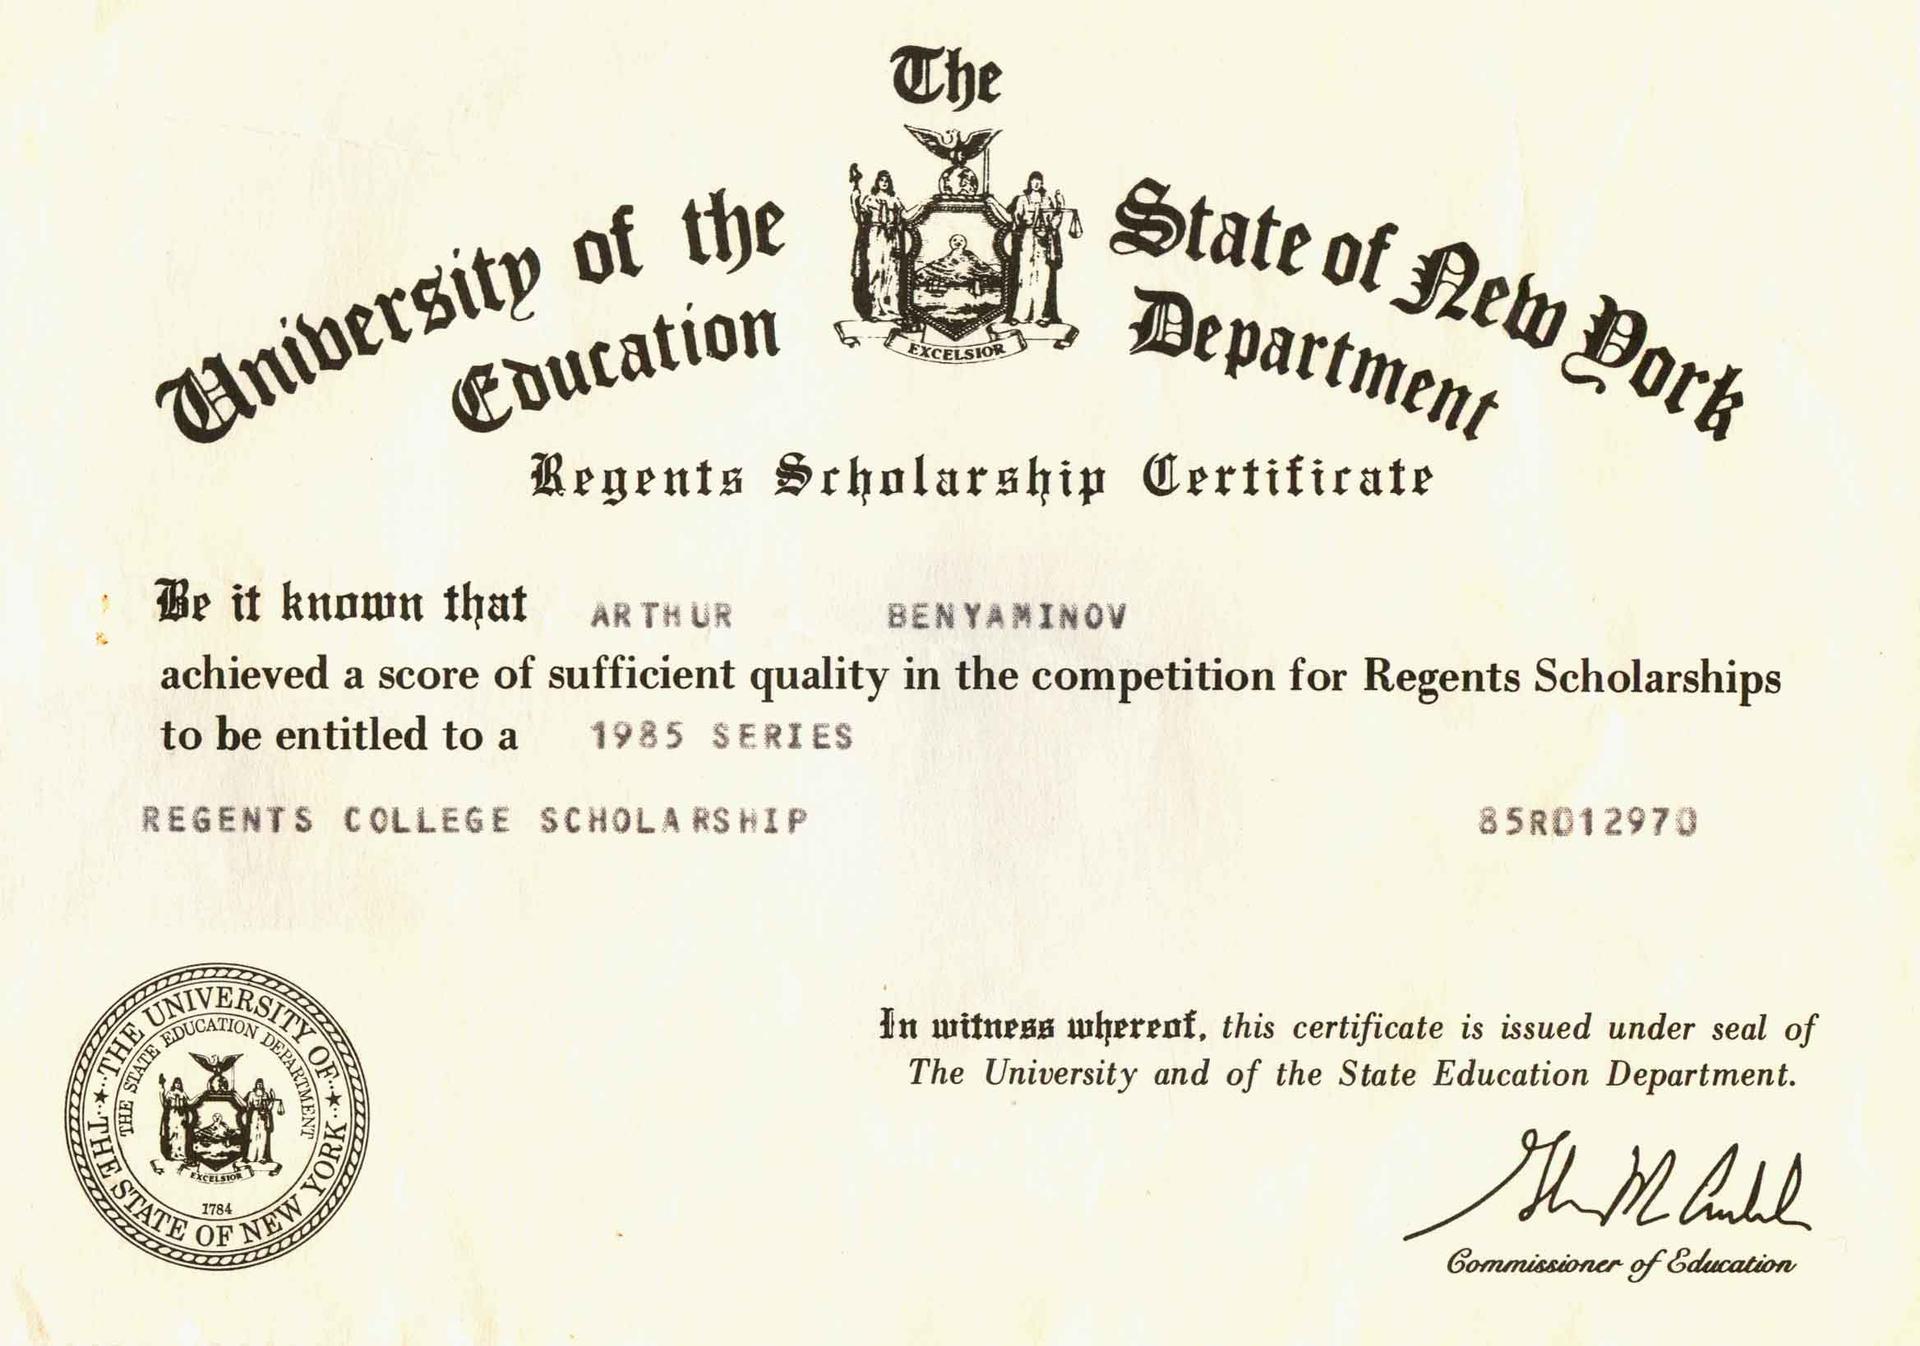 The
University of the State of New York
Education Department
EXCELSIOR
Regents Scholarship Certificate
Be it known that ARTHUR BENYAMINOV
achieved a score of sufficient quality in the competition for Regents Scholarships
to be entitled to a 1985 SERIES
REGENTS COLLEGE SCHOLARSHIP 85RD12970
THE UNIVERSITY OF
THE STATE OF NEW YORK
THE STATE EDUCATION DEPARTMENT
EXCELSIOR
1784
In witness whereof, this certificate is issued under seal of
The University and of the State Education Department.
Commissioner of Education